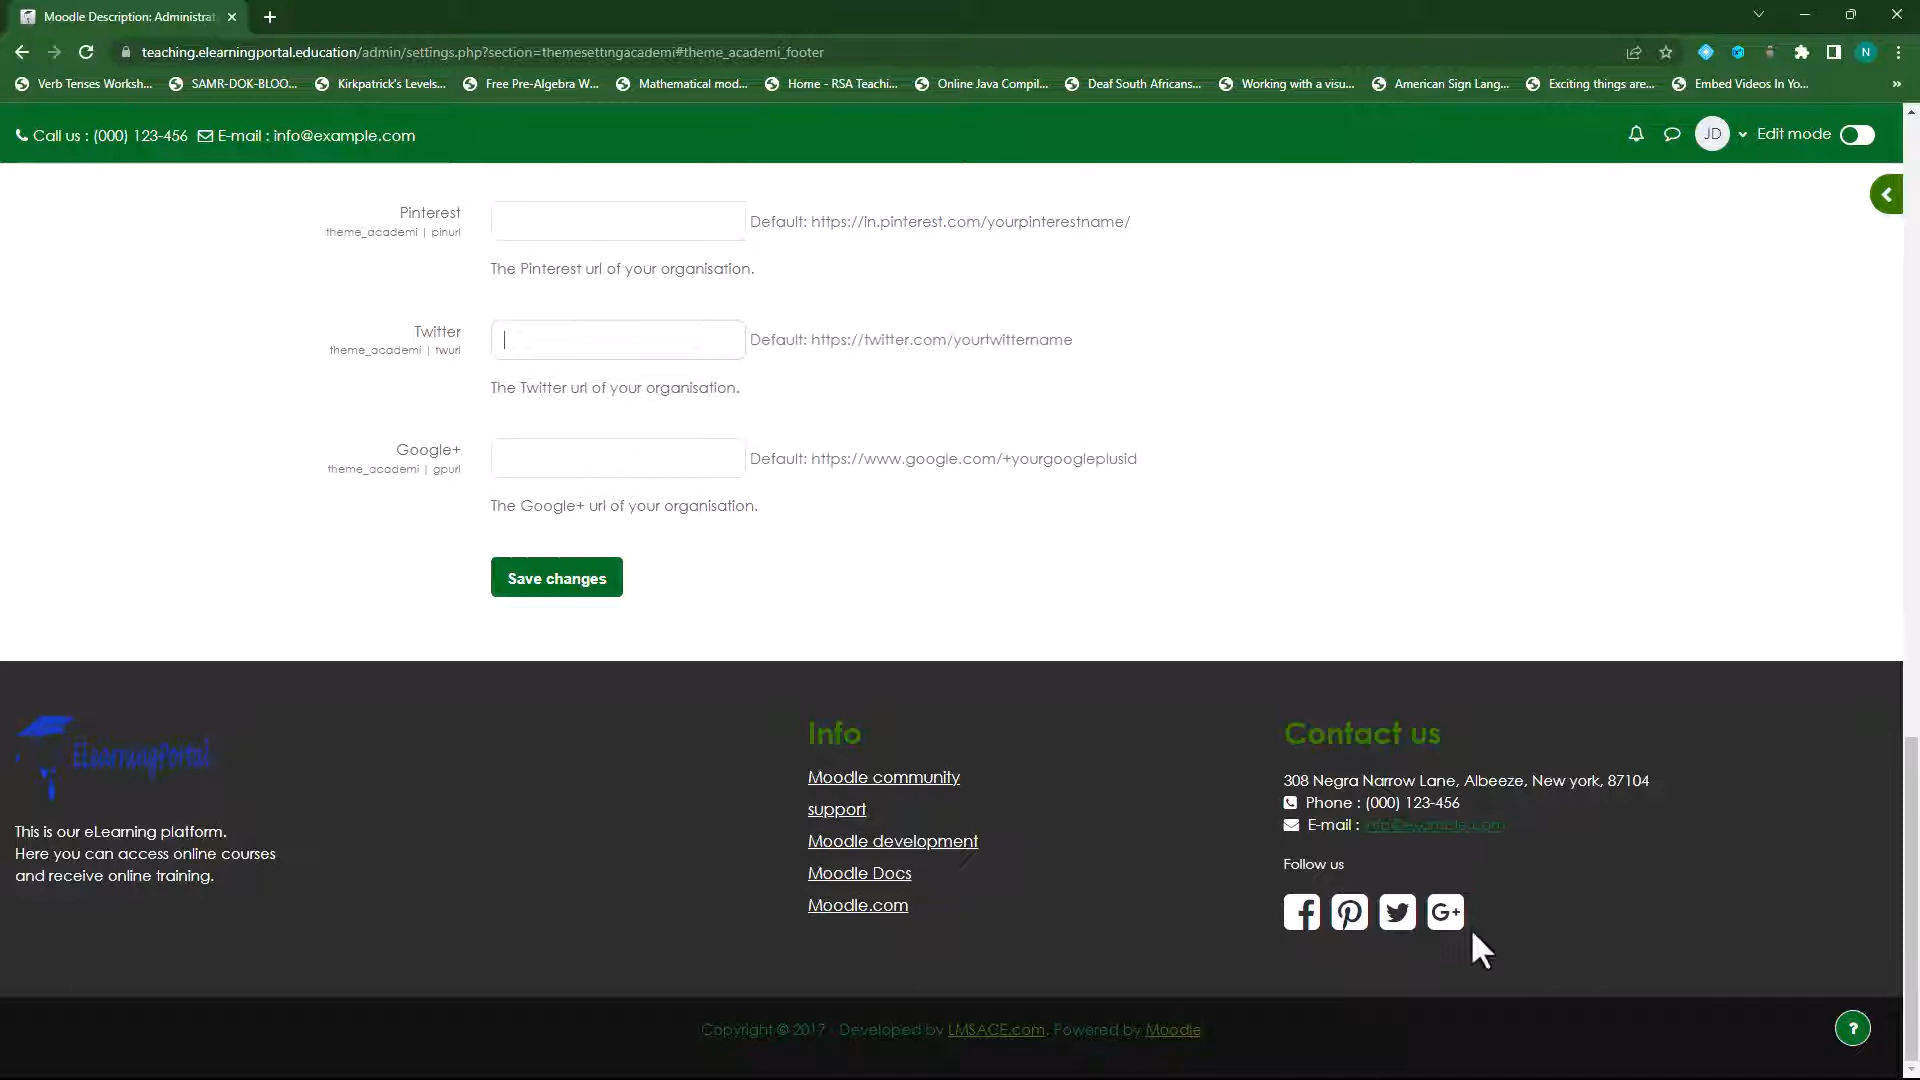 Moodle Description: Administrat
teaching.elearningportal.education/admin/settings.php?section=themesettingacademi#theme_academi_footer
N
Verb Tenses Worksh... SAMR-DOK-BLOO... Kirkpatrick's Levels... Free Pre-Algebra W... Mathematical mod... Home - RSA Teachi... Online Java Compil... Deaf South Africans... Working with a visu... American Sign Lang... Exciting things are... Embed Videos In Yo... »
Call us : (000) 123-456 E-mail : info@example.com JD Edit mode
Pinterest Default: https://in.pinterest.com/yourpinterestname/
theme_academi | pinurl
The Pinterest url of your organisation.
Twitter Default: https://twitter.com/yourtwittername
theme_academi | twurl
The Twitter url of your organisation.
Google+ Default: https://www.google.com/+yourgoogleplusid
theme_academi | gpurl
The Google+ url of your organisation.
Save changes
ELearningPortal
This is our eLearning platform.
Here you can access online courses
and receive online training.
Info
Moodle community
support
Moodle development
Moodle Docs
Moodle.com
Contact us
308 Negra Narrow Lane, Albeeze, New york, 87104
Phone : (000) 123-456
E-mail : info@example.com
Follow us
G+
Copyright © 2017 - Developed by LMSACE.com. Powered by Moodle
?